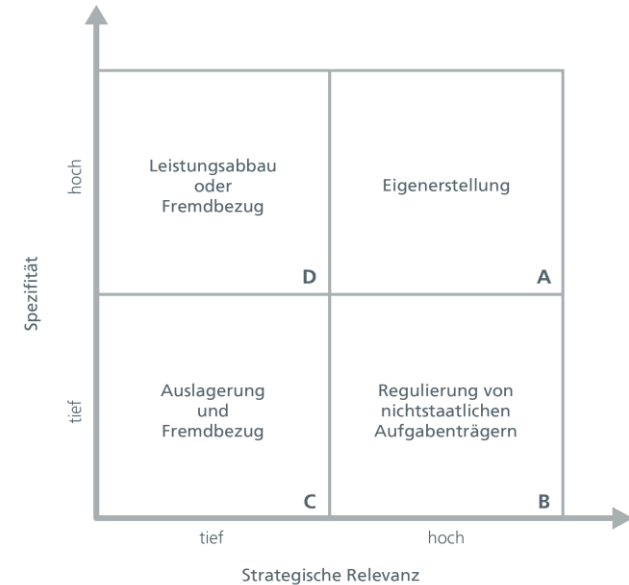 Spezifität
hoch
tief
Leistungsabbau
oder
Fremdbezug
D
Eigenerstellung
A
Auslagerung
und
Fremdbezug
C
Regulierung von
nichtstaatlichen
Aufgabenträgern
B
tief
hoch
Strategische Relevanz